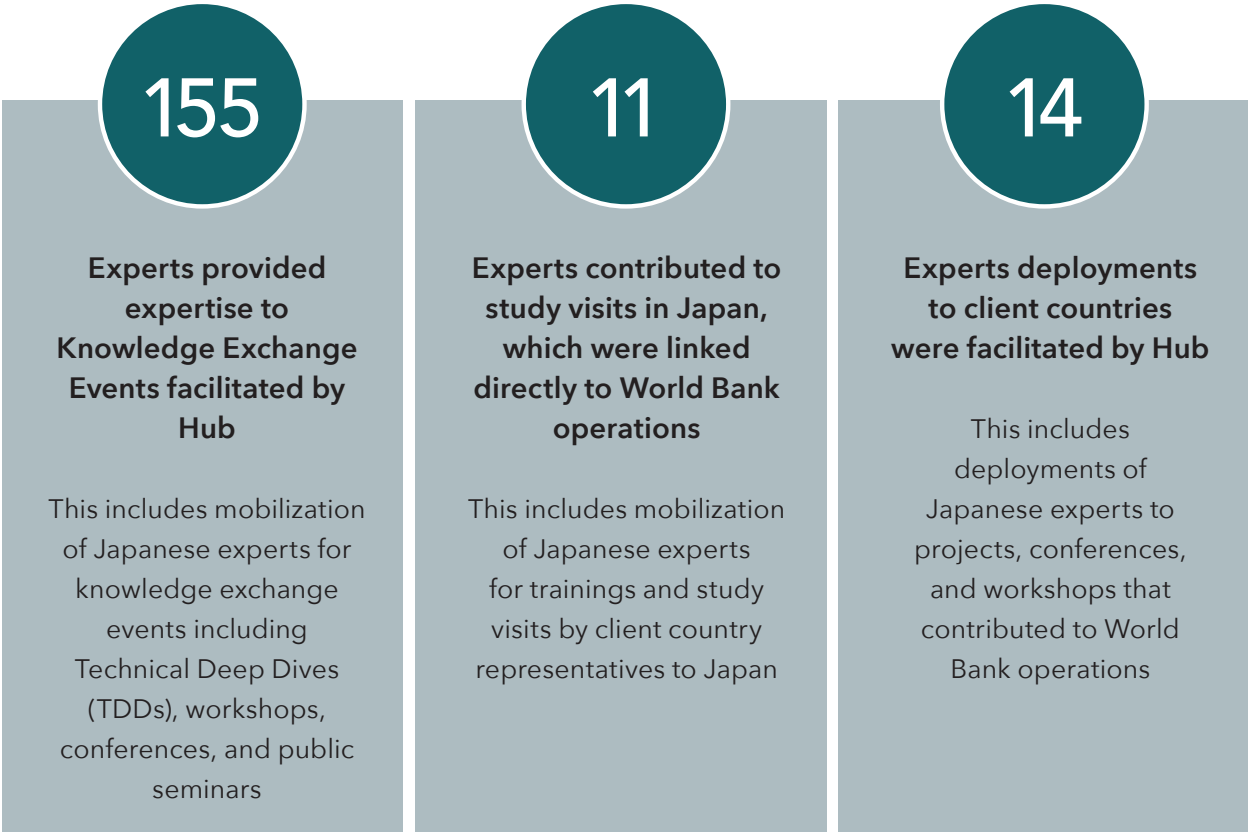 155
Experts provided
expertise to
Knowledge Exchange
Events facilitated by
Hub
This includes mobilization
of Japanese experts for
knowledge exchange
events including
Technical Deep Dives
(TDDs), workshops,
conferences, and public
seminars
11
Experts contributed to
study visits in Japan,
which were linked
directly to World Bank
operations
This includes mobilization
of Japanese experts
for trainings and study
visits by client country
representatives to Japan
14
Experts deployments
to client countries
were facilitated by Hub
This includes
deployments of
Japanese experts to
projects, conferences,
and workshops that
contributed to World
Bank operations